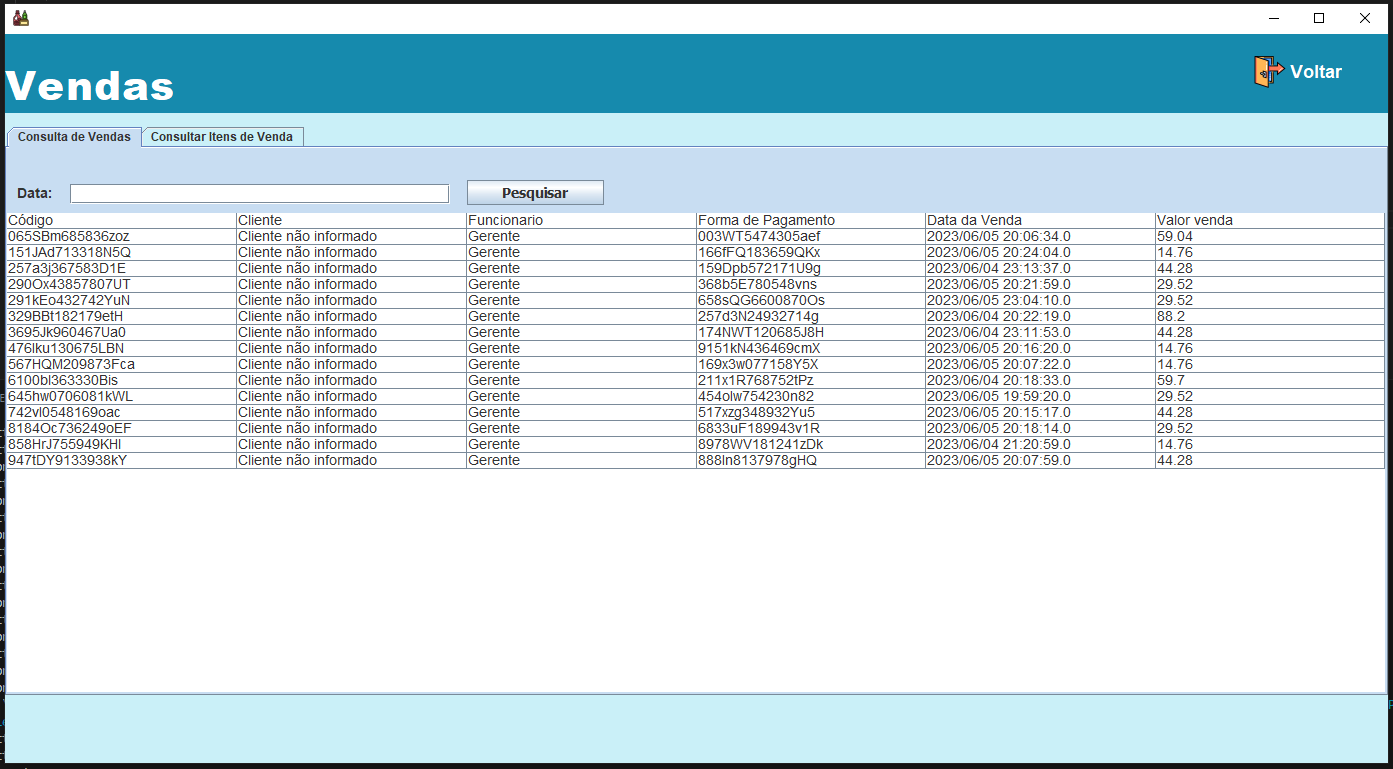 Vendas
Voltar
Consulta de Vendas Consultar Itens de Venda
Data: Pesquisar
Código Cliente Funcionario Forma de Pagamento Data da Venda Valor venda
065SBm685836zoz Cliente não informado Gerente 003WT5474305aef 2023/06/05 20:06:34.0 59.04
151JAd713318N5Q Cliente não informado Gerente 166fFQ183659QKx 2023/06/05 20:24:04.0 14.76
257a3j367583D1E Cliente não informado Gerente 159Dpb572171U9g 2023/06/04 23:13:37.0 44.28
290Ox43857807UT Cliente não informado Gerente 368b5E780548vns 2023/06/05 20:21:59.0 29.52
291kEo432742YuN Cliente não informado Gerente 658sQG6600870Os 2023/06/05 23:04:10.0 29.52
329BBt182179etH Cliente não informado Gerente 257d3N24932714g 2023/06/04 20:22:19.0 88.2
3695Jk960467Ua0 Cliente não informado Gerente 174NWT120685J8H 2023/06/04 23:11:53.0 44.28
476lku130675LBN Cliente não informado Gerente 9151kN436469cmX 2023/06/05 20:16:20.0 14.76
567HQM209873Fca Cliente não informado Gerente 169x3w077158Y5X 2023/06/05 20:07:22.0 14.76
6100bl363330Bis Cliente não informado Gerente 211x1R768752tPz 2023/06/04 20:18:33.0 59.7
645hw0706081kWL Cliente não informado Gerente 454olw754230n82 2023/06/05 19:59:20.0 29.52
742vl0548169oac Cliente não informado Gerente 517xzg348932Yu5 2023/06/05 20:15:17.0 44.28
8184Oc736249oEF Cliente não informado Gerente 6833uF189943v1R 2023/06/05 20:18:14.0 29.52
858HrJ755949KHl Cliente não informado Gerente 8978WV181241zDk 2023/06/04 21:20:59.0 14.76
947tDY9133938kY Cliente não informado Gerente 888ln8137978gHQ 2023/06/05 20:07:59.0 44.28